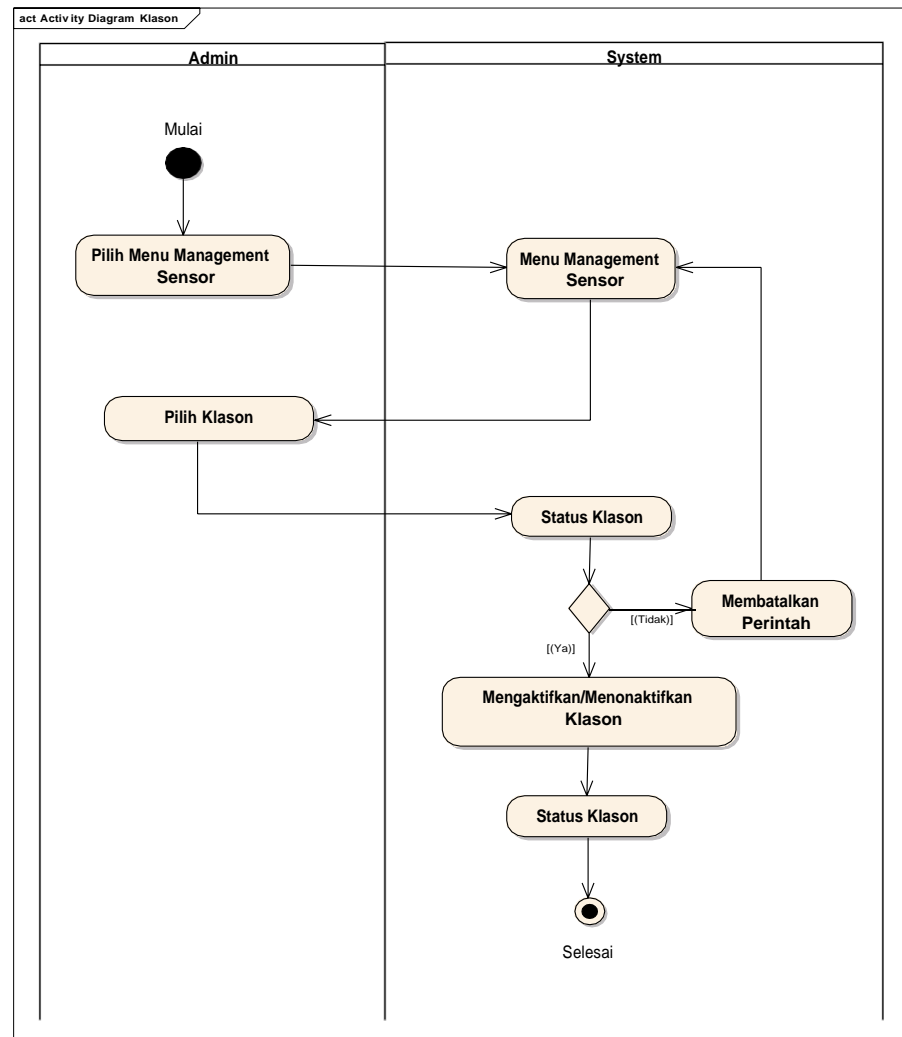 act Activity Diagram Klason
Admin
System
Mulai
Pilih Menu Management
Sensor
Menu Management
Sensor
Pilih Klason
Status Klason
Membatalkan
Perintah
[(Tidak)]
[(Ya)]
Mengaktifkan/Menonaktifkan
Klason
Status Klason
Selesai